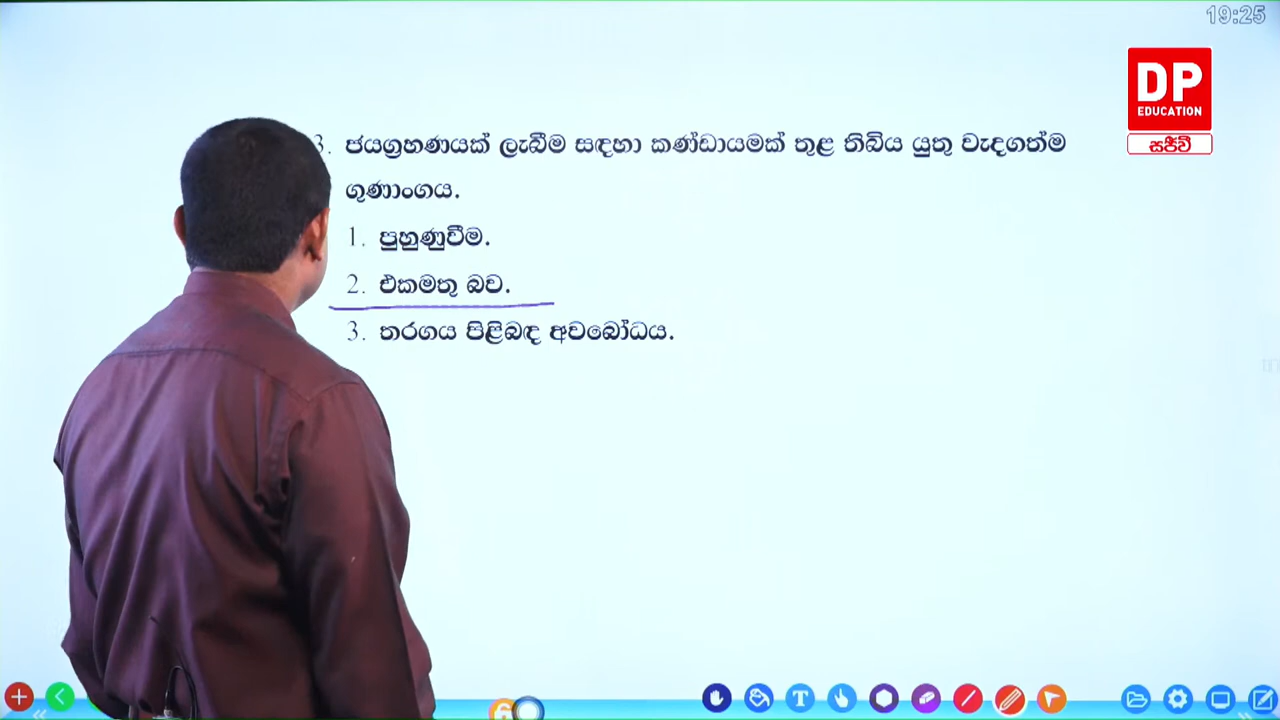 19:25
DP
EDUCATION
සජීවී
3. ජයග්‍රහණයක් ලැබීම සඳහා කණ්ඩායමක් තුළ තිබිය යුතු වැදගත්ම
ගුණාංගය.
1. පුහුණුවීම.
2. එකමතු බව.
3. තරගය පිළිබඳ අවබෝධය.